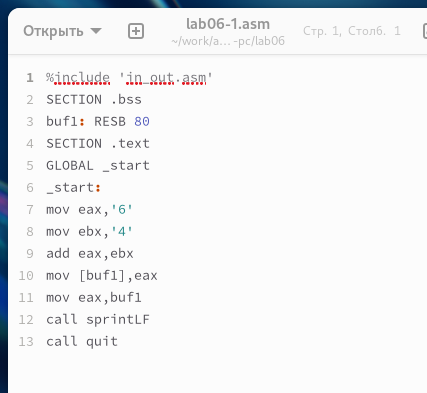 Открыть
lab06-1.asm
~/work/a... -pc/lab06
Стр. 1, Столб. 1
1 %include 'in_out.asm'
2 SECTION .bss
3 buf1: RESB 80
4 SECTION .text
5 GLOBAL _start
6 _start:
7 mov eax,'6'
8 mov ebx,'4'
9 add eax,ebx
10 mov [buf1],eax
11 mov eax,buf1
12 call sprintLF
13 call quit